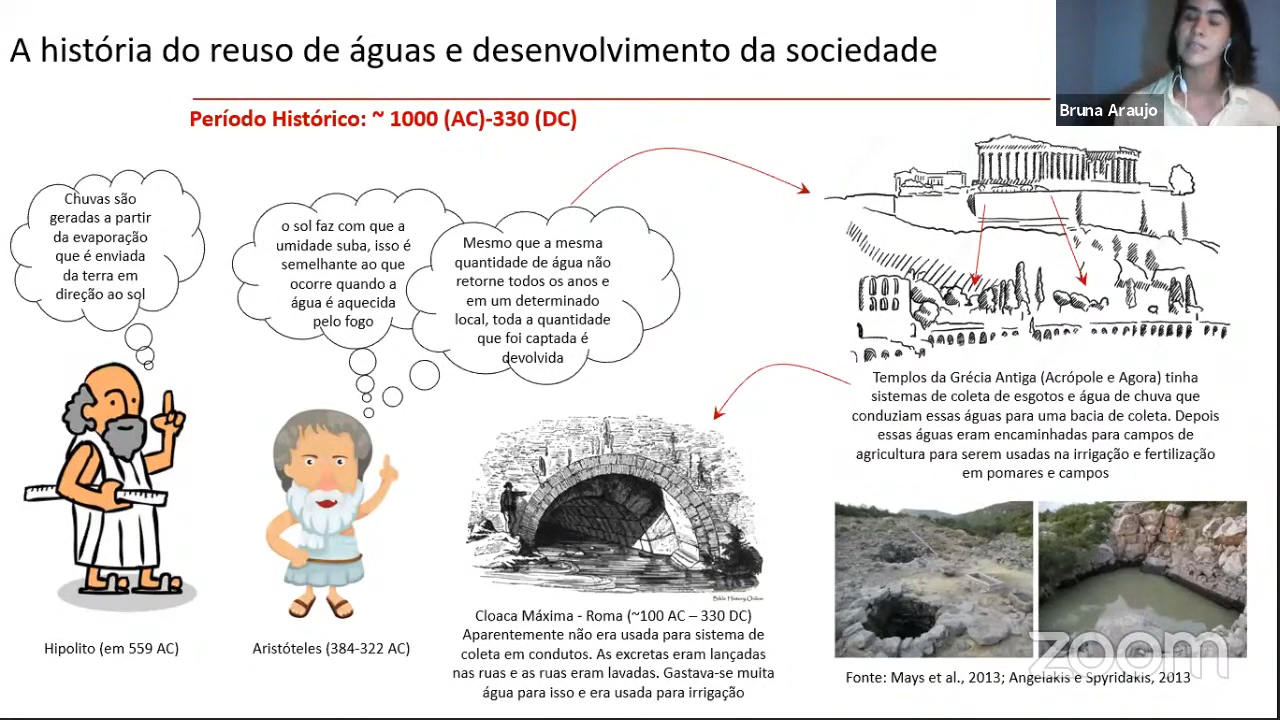 A história do reuso de águas e desenvolvimento da sociedade
Bruna Araujo
Período Histórico: ~ 1000 (AC)-330 (DC)
Chuvas são
geradas a partir
da evaporação
que é enviada
da terra em
direção ao sol
o sol faz com que a
umidade suba, isso é
semelhante ao que
ocorre quando a
água é aquecida
pelo fogo
Mesmo que a mesma
quantidade de água não
retorne todos os anos e
em um determinado
local, toda a quantidade
que foi captada é
devolvida
Templos da Grécia Antiga (Acrópole e Agora) tinha
sistemas de coleta de esgotos e água de chuva que
conduziam essas águas para uma bacia de coleta. Depois
essas águas eram encaminhadas para campos de
agricultura para serem usadas na irrigação e fertilização
em pomares e campos
Bible History Online
Cloaca Máxima - Roma (~100 AC – 330 DC)
Aparentemente não era usada para sistema de
coleta em condutos. As excretas eram lançadas
nas ruas e as ruas eram lavadas. Gastava-se muita
água para isso e era usada para irrigação
Hipolito (em 559 AC)
Aristóteles (384-322 AC)
zoom
Fonte: Mays et al., 2013; Angelakis e Spyridakis, 2013